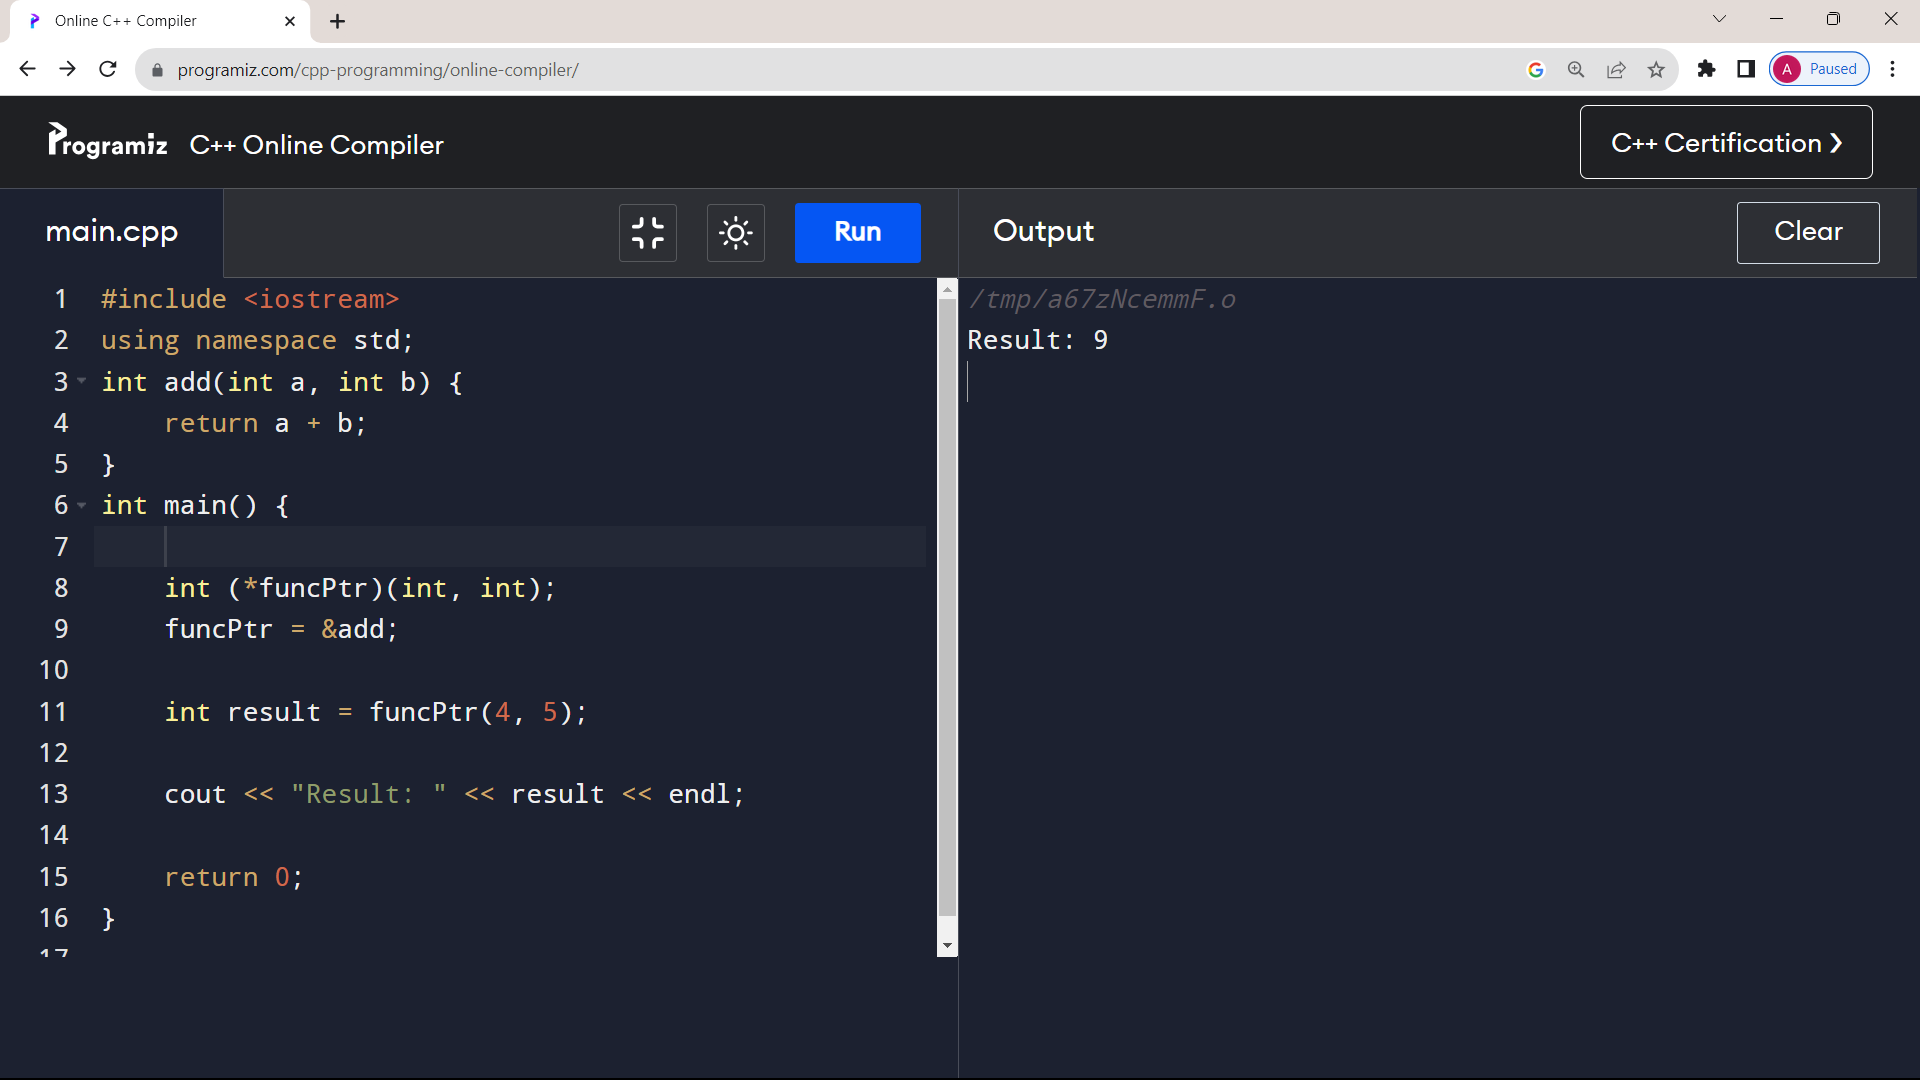 Online C++ Compiler
programiz.com/cpp-programming/online-compiler/
A Paused
Programiz C++ Online Compiler
C++ Certification ❯
main.cpp
Run
Output
Clear
1 #include <iostream>
2 using namespace std;
3 int add(int a, int b) {
4 return a + b;
5 }
6 int main() {
7
8 int (*funcPtr)(int, int);
9 funcPtr = &add;
10
11 int result = funcPtr(4, 5);
12
13 cout << "Result: " << result << endl;
14
15 return 0;
16 }
17
/tmp/a67zNcemmF.o
Result: 9